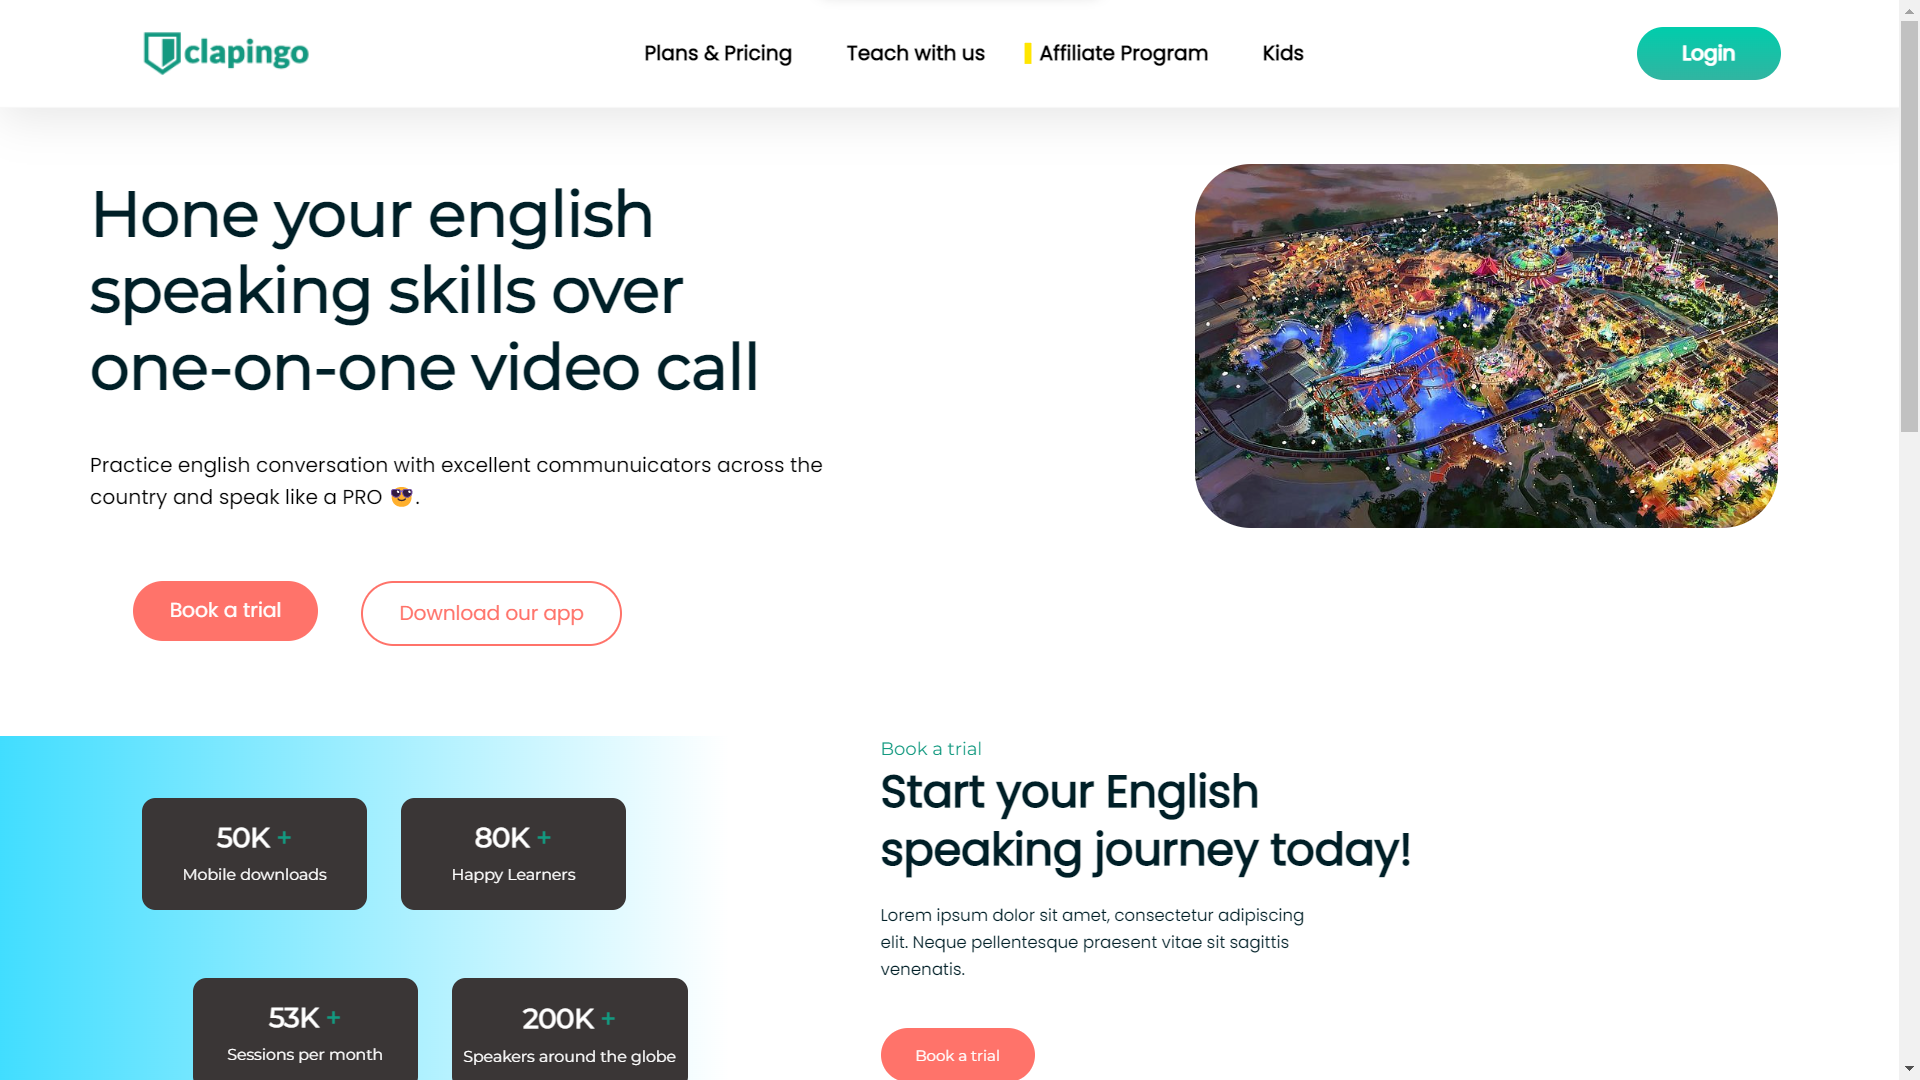 clapingo
Plans & Pricing
Teach with us
Affiliate Program
Kids
Login
Hone your english
speaking skills over
one-on-one video call
Practice english conversation with excellent communuicators across the
country and speak like a PRO 😎.
Book a trial
Download our app
50K +
Mobile downloads
80K +
Happy Learners
53K +
Sessions per month
200K +
Speakers around the globe
Book a trial
Start your English
speaking journey today!
Lorem ipsum dolor sit amet, consectetur adipiscing
elit. Neque pellentesque praesent vitae sit sagittis
venenatis.
Book a trial